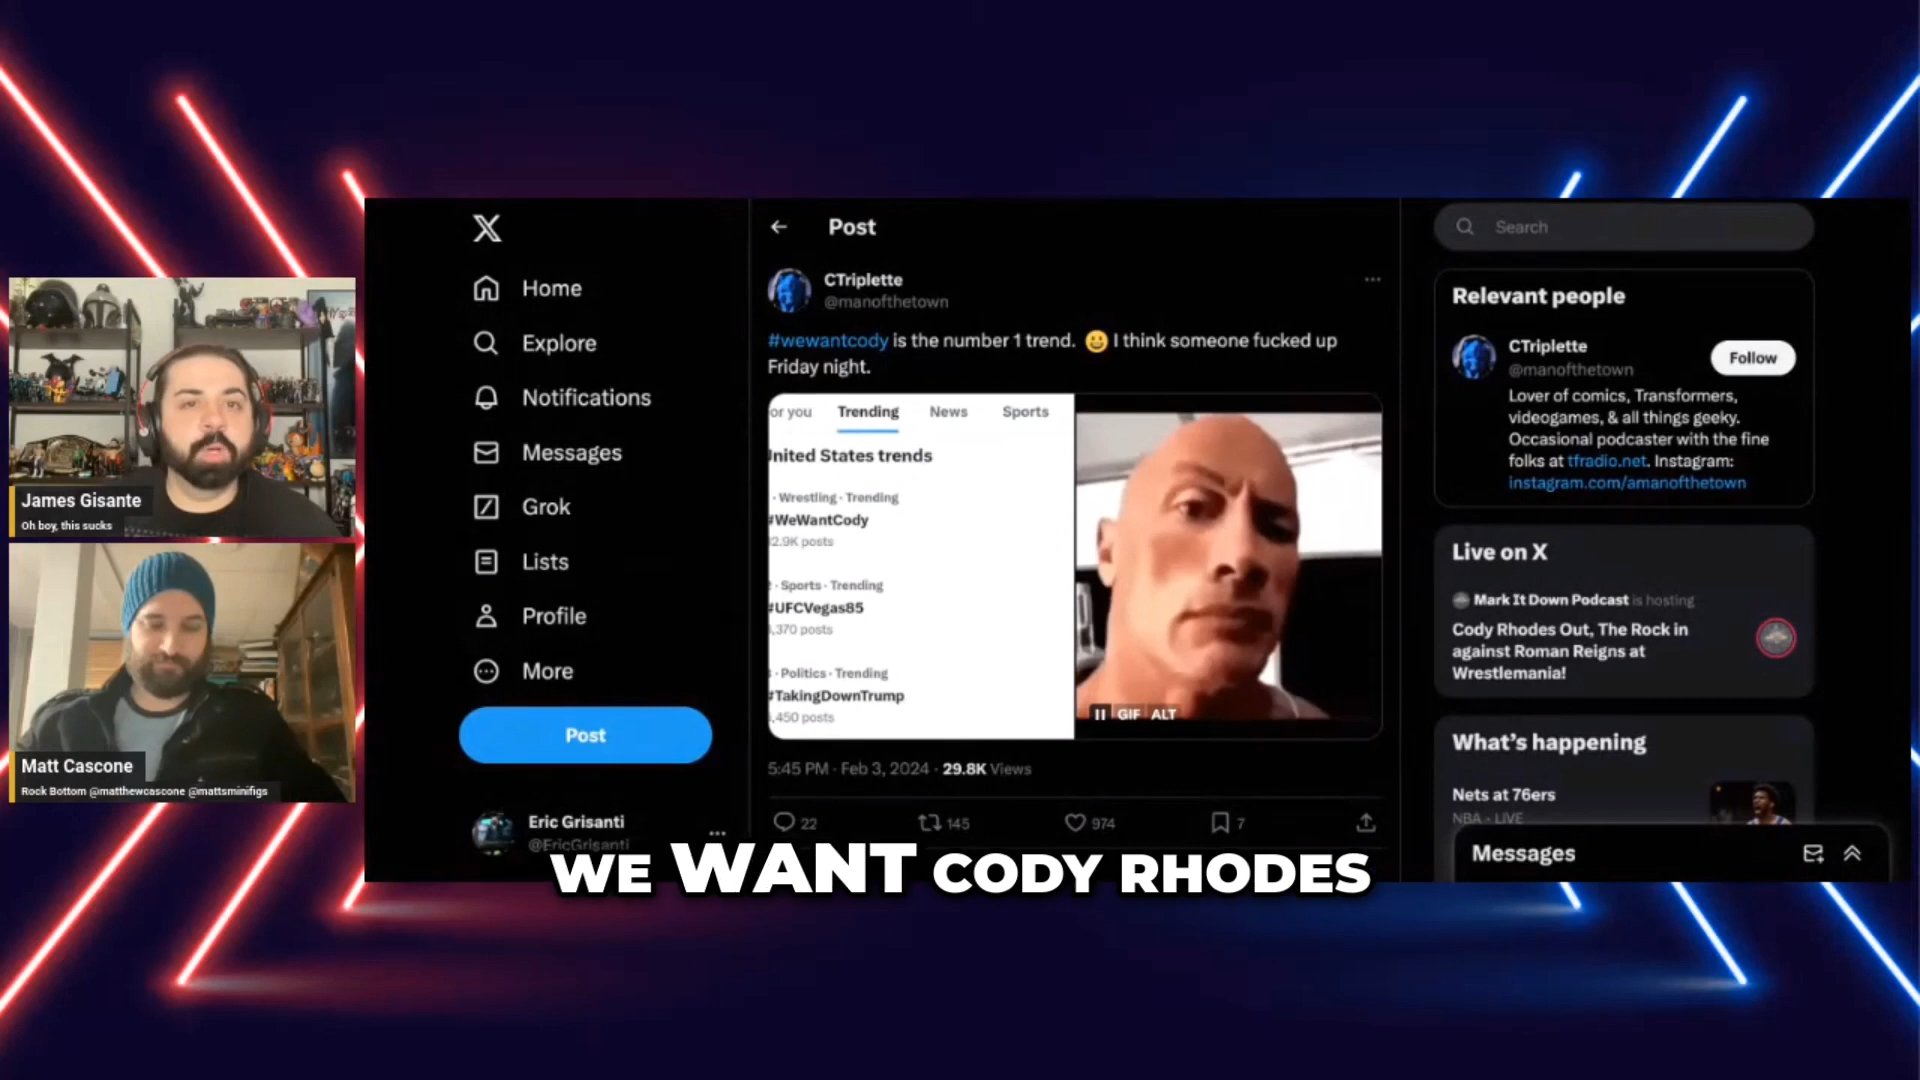 James Gisante
Oh boy, this sucks
Matt Cascone
Rock Bottom @matthewcascone @mattsminifigs
X
Home
Explore
Notifications
Messages
Grok
Lists
Profile
More
Post
Eric Grisanti
@EricGrisanti
Post
CTriplette
@manofthetown
#wewantcody is the number 1 trend. 😀 I think someone fucked up
Friday night.
or you Trending News Sports
United States trends
· Wrestling · Trending
#WeWantCody
2.9K posts
· Sports · Trending
#UFCVegas85
,370 posts
· Politics · Trending
#TakingDownTrump
,450 posts
GIF ALT
5:45 PM · Feb 3, 2024 · 29.8K Views
22 145 974 7
Search
Relevant people
CTriplette
@manofthetown
Follow
Lover of comics, Transformers,
videogames, & all things geeky.
Occasional podcaster with the fine
folks at tfradio.net. Instagram:
instagram.com/amanofthetown
Live on X
Mark It Down Podcast is hosting
Cody Rhodes Out, The Rock in
against Roman Reigns at
Wrestlemania!
What's happening
Nets at 76ers
NBA · LIVE
Messages
WE WANT CODY RHODES